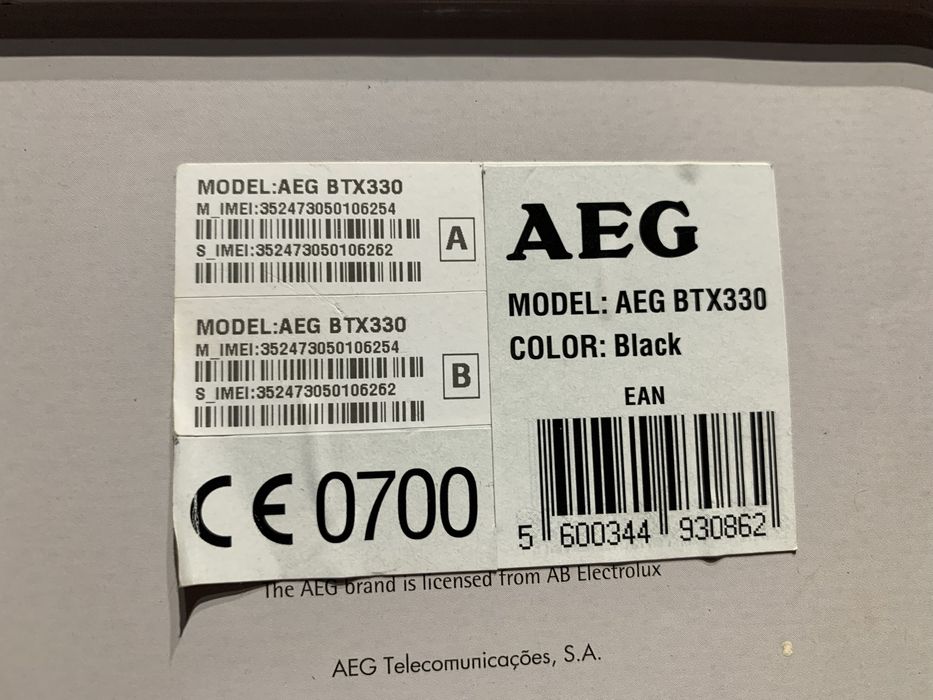 MODEL:AEG BTX330
M_IMEI:352473050106254
S_IMEI:352473050106262
A
MODEL:AEG BTX330
M_IMEI:352473050106254
S_IMEI:352473050106262
B
CE 0700
AEG
MODEL: AEG BTX330
COLOR: Black
EAN
5 600344 930862
The AEG brand is licensed from AB Electrolux
AEG Telecomunicações, S.A.